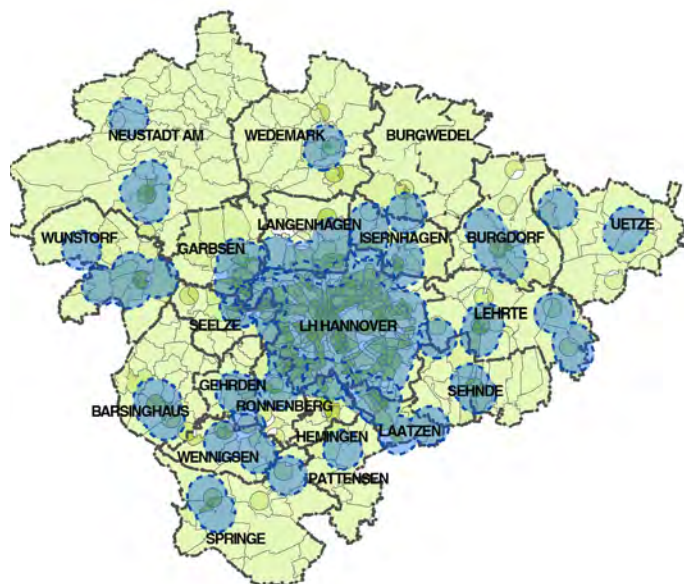 NEUSTADT AM
WEDEMARK
BURGWEDEL
WUNSTORF
GARBSEN
LANGENHAGEN
ISERNHAGEN
BURGDORF
UETZE
SEELZE
LH HANNOVER
LEHRTE
GEHRDEN
SEHNDE
BARSINGHAUS
RONNENBERG
HEMINGEN
LAATZEN
WENNIGSEN
PATTENSEN
SPRINGE